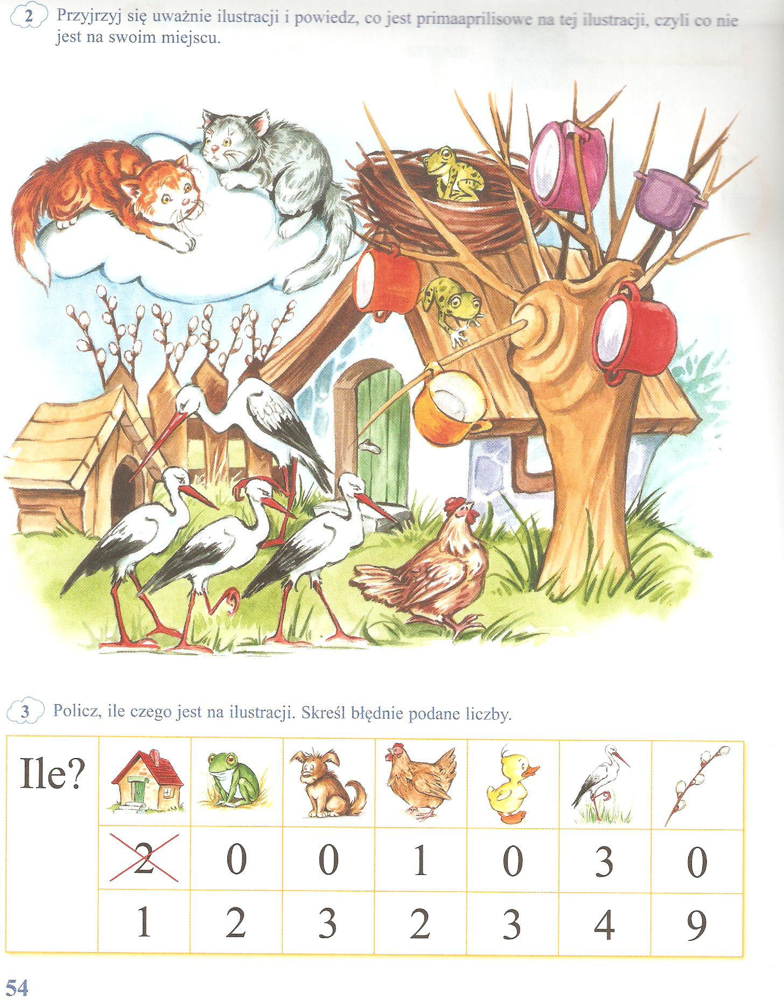 2 Przyjrzyj się uważnie ilustracji i powiedz, co jest primaaprilisowe na tej ilustracji, czyli co nie
jest na swoim miejscu.
3 Policz, ile czego jest na ilustracji. Skreśl błędnie podane liczby.
Ile?
2 0 0 1 0 3 0
1 2 3 2 3 4 9
54